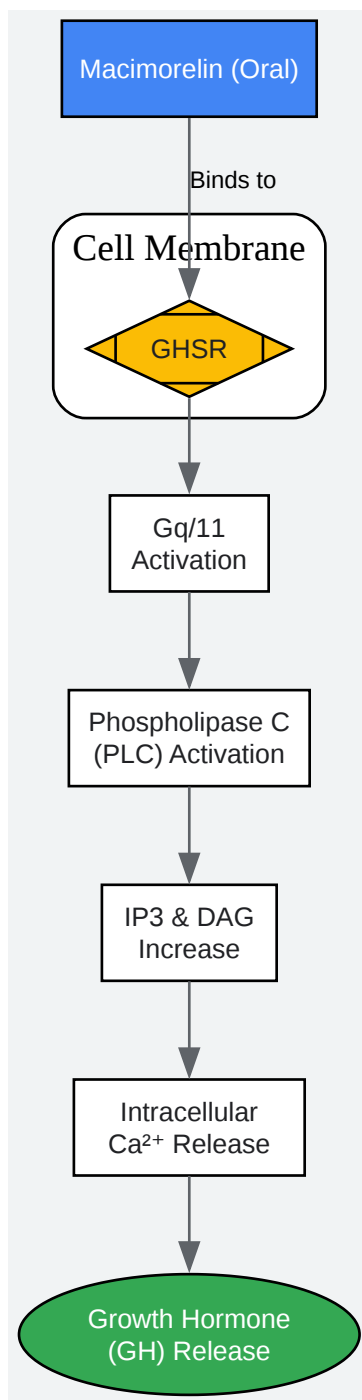 Macimorelin (Oral)
Binds to
Cell Membrane
GHSR
Gq/11
Activation
Phospholipase C
(PLC) Activation
IP3 & DAG
Increase
Intracellular
Ca²⁺ Release
Growth Hormone
(GH) Release